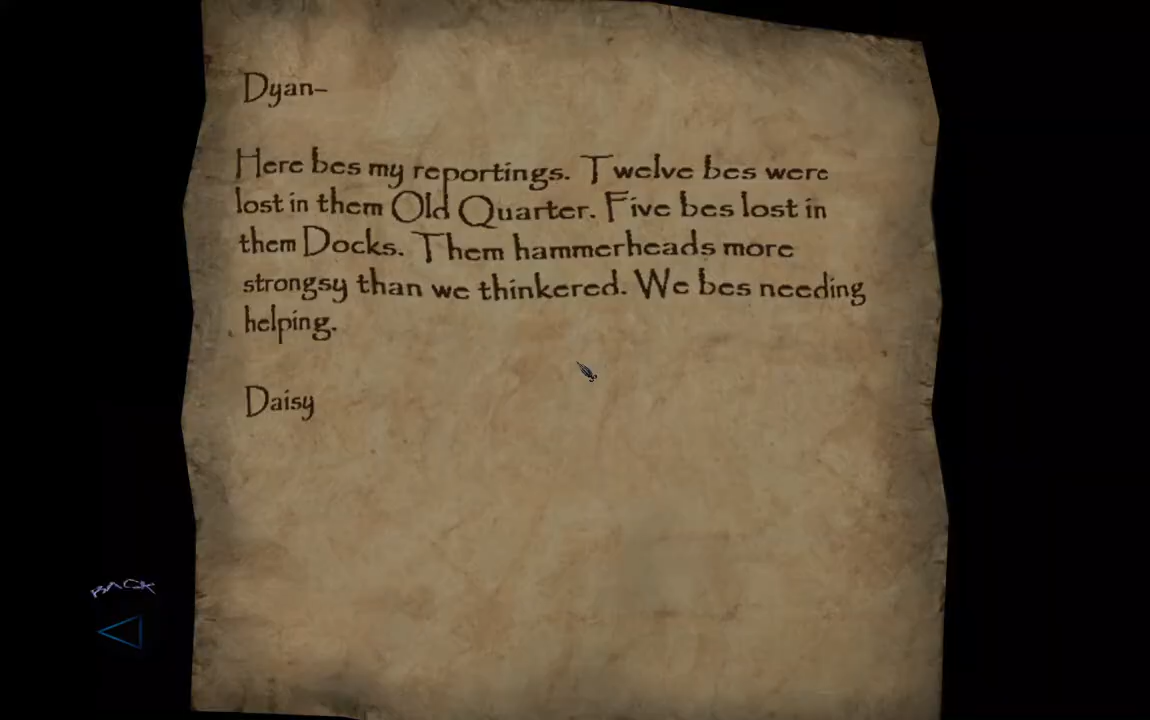 Dyan-
Here bes my reportings. Twelve bes were
lost in them Old Quarter. Five bes lost in
them Docks. Them hammerheads more
strongsy than we thinkered. We bes needing
helping.
Daisy
BACK